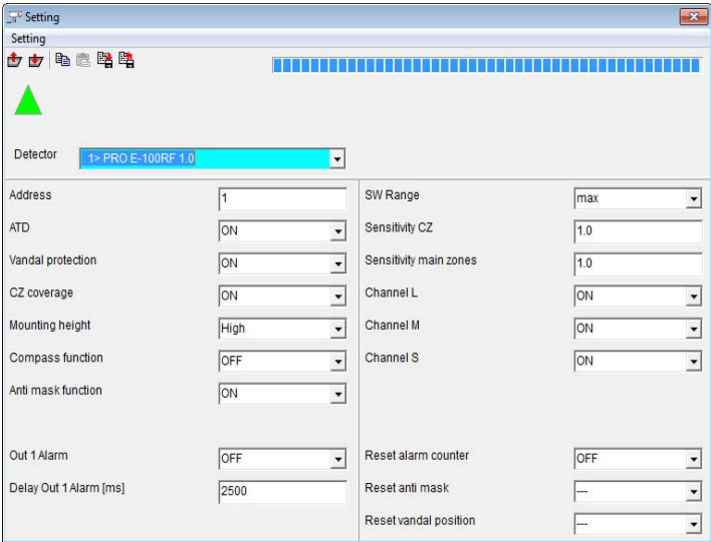 Setting
Setting
Detector 1> PRO E-100RF 1.0
Address 1
ATD ON
Vandal protection ON
CZ coverage ON
Mounting height High
Compass function OFF
Anti mask function ON
Out 1 Alarm OFF
Delay Out 1 Alarm [ms] 2500
SW Range max
Sensitivity CZ 1.0
Sensitivity main zones 1.0
Channel L ON
Channel M ON
Channel S ON
Reset alarm counter OFF
Reset anti mask ---
Reset vandal position ---